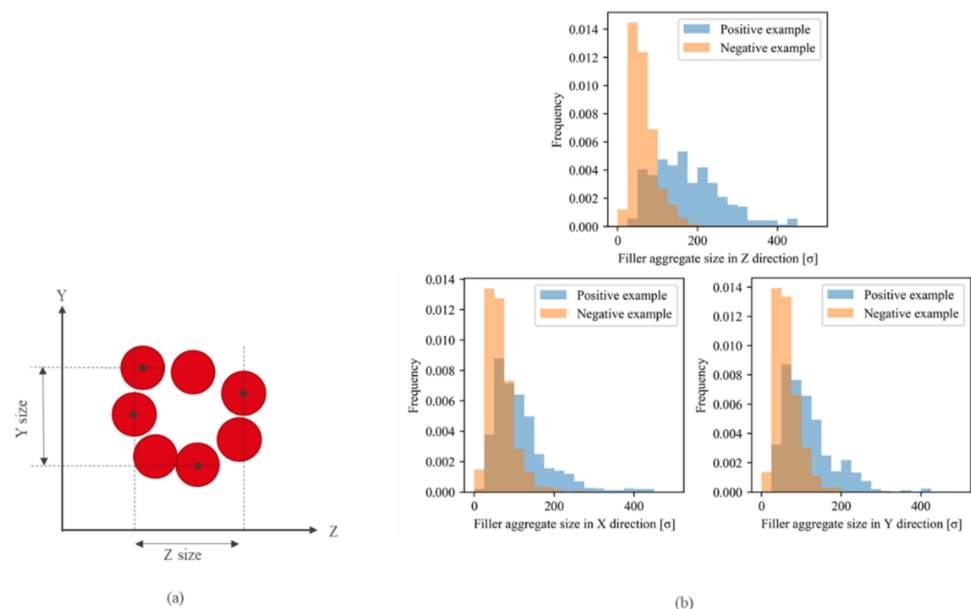 Y
Y size
Z
Z size
(a)
Frequency
0.014
0.012
0.010
0.008
0.006
0.004
0.002
0.000
Positive example
Negative example
0 200 400
Filler aggregate size in Z direction [σ]
Frequency
0.014
0.012
0.010
0.008
0.006
0.004
0.002
0.000
Positive example
Negative example
0 200 400
Filler aggregate size in X direction [σ]
Frequency
0.014
0.012
0.010
0.008
0.006
0.004
0.002
0.000
Positive example
Negative example
0 200 400
Filler aggregate size in Y direction [σ]
(b)